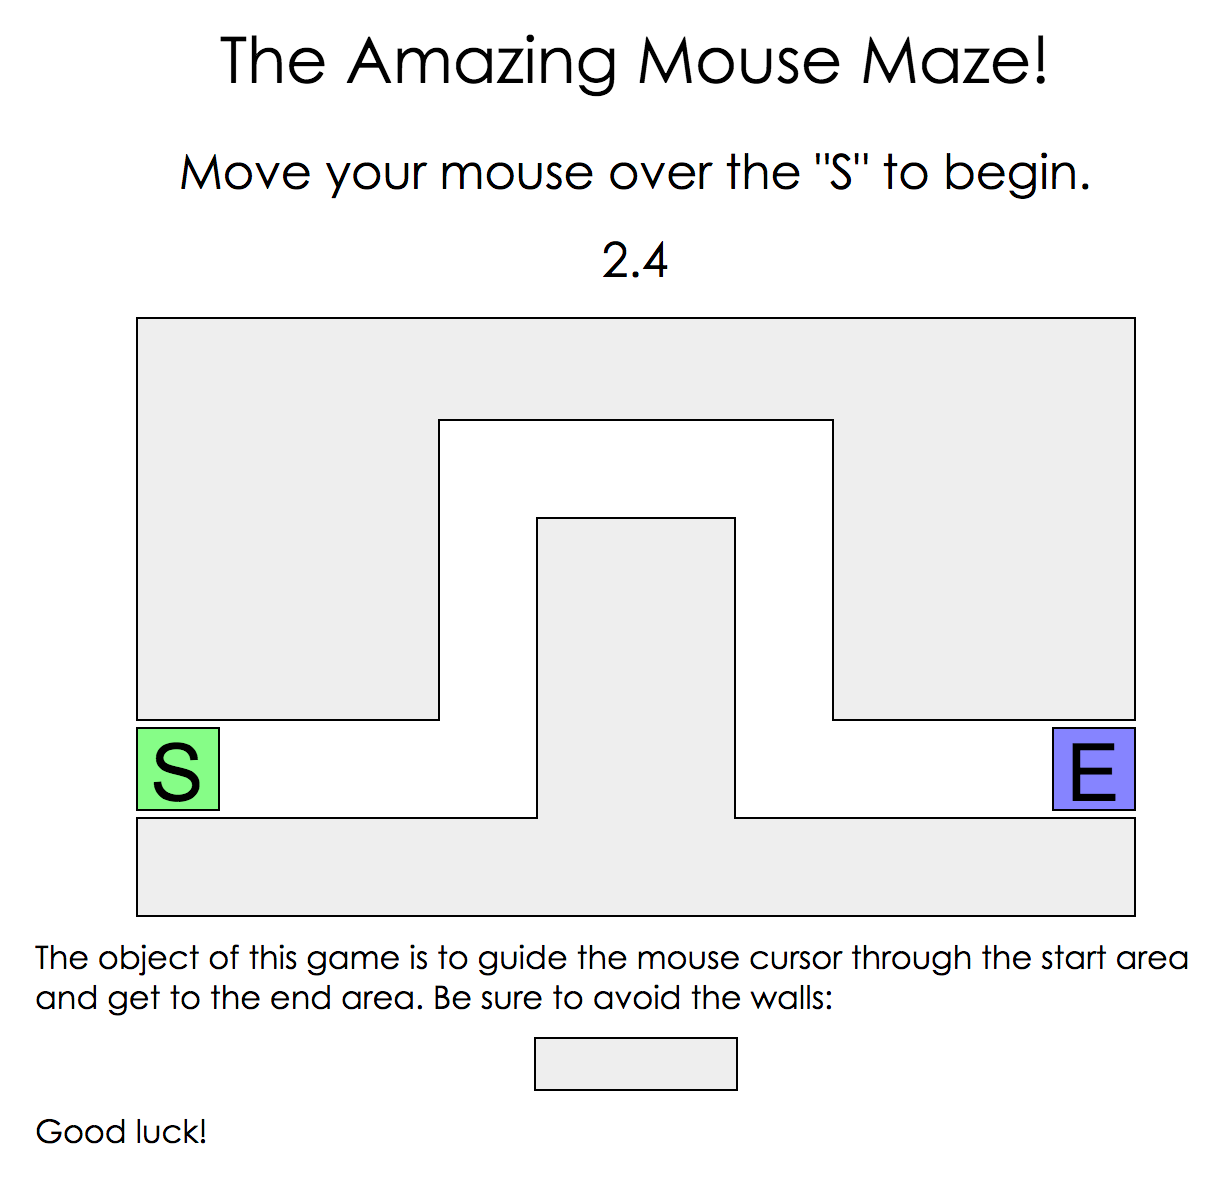 The Amazing Mouse Maze!
Move your mouse over the "S" to begin.
2.4
S
E
The object of this game is to guide the mouse cursor through the start area
and get to the end area. Be sure to avoid the walls:
Good luck!